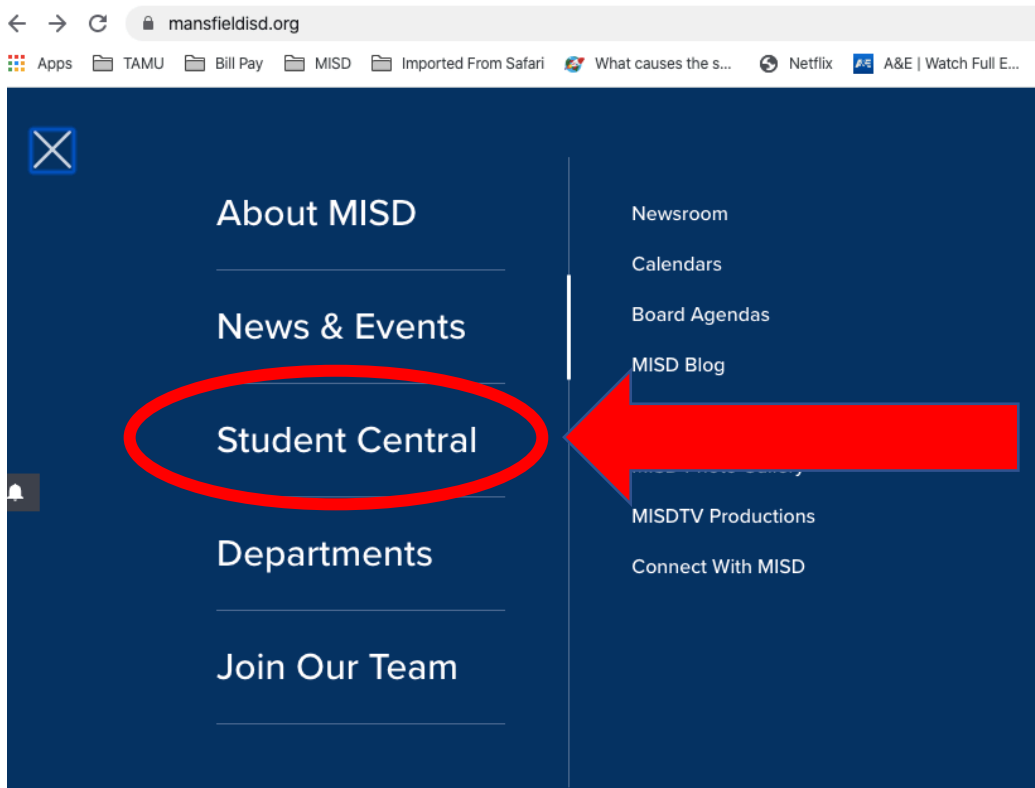 mansfieldisd.org
Apps TAMU Bill Pay MISD Imported From Safari What causes the s... Netflix A&E | Watch Full E...
About MISD
News & Events
Student Central
Departments
Join Our Team
Newsroom
Calendars
Board Agendas
MISD Blog
MISDTV Productions
Connect With MISD